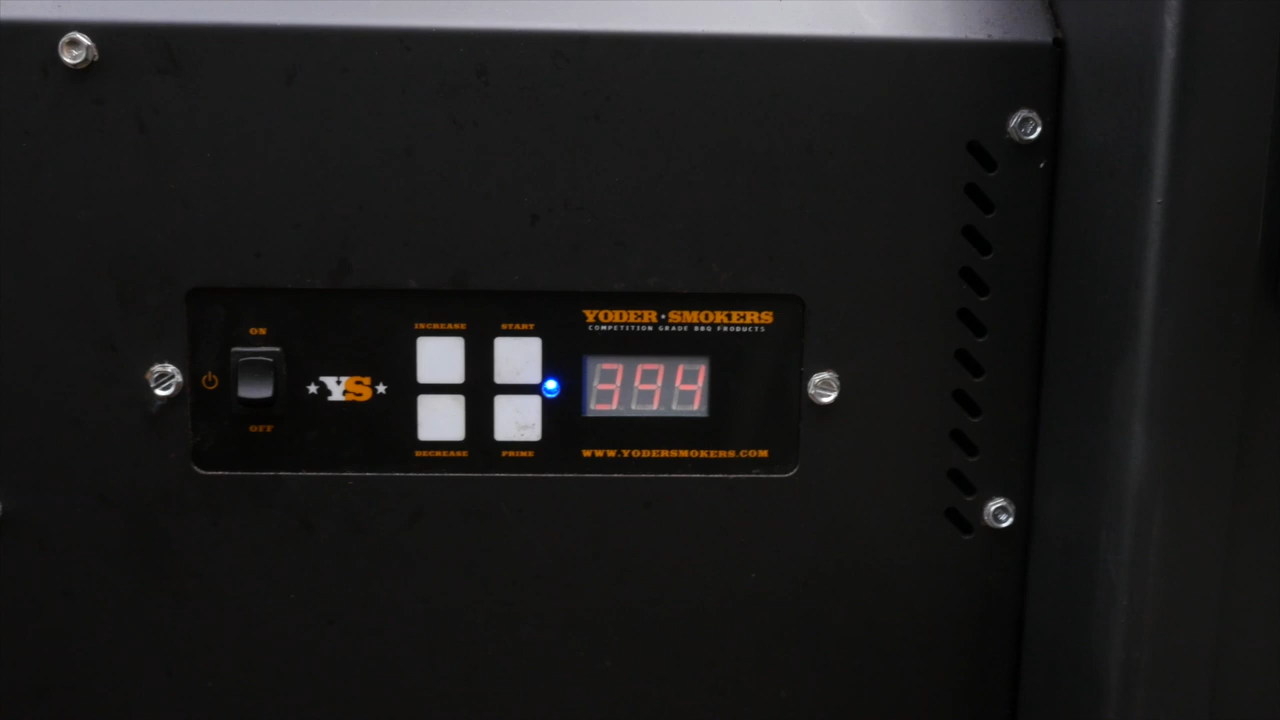 ON
OFF
YS
INCREASE
START
DECREASE
PRIME
YODER·SMOKERS
COMPETITION GRADE BBQ PRODUCTS
394
WWW.YODERSMOKERS.COM